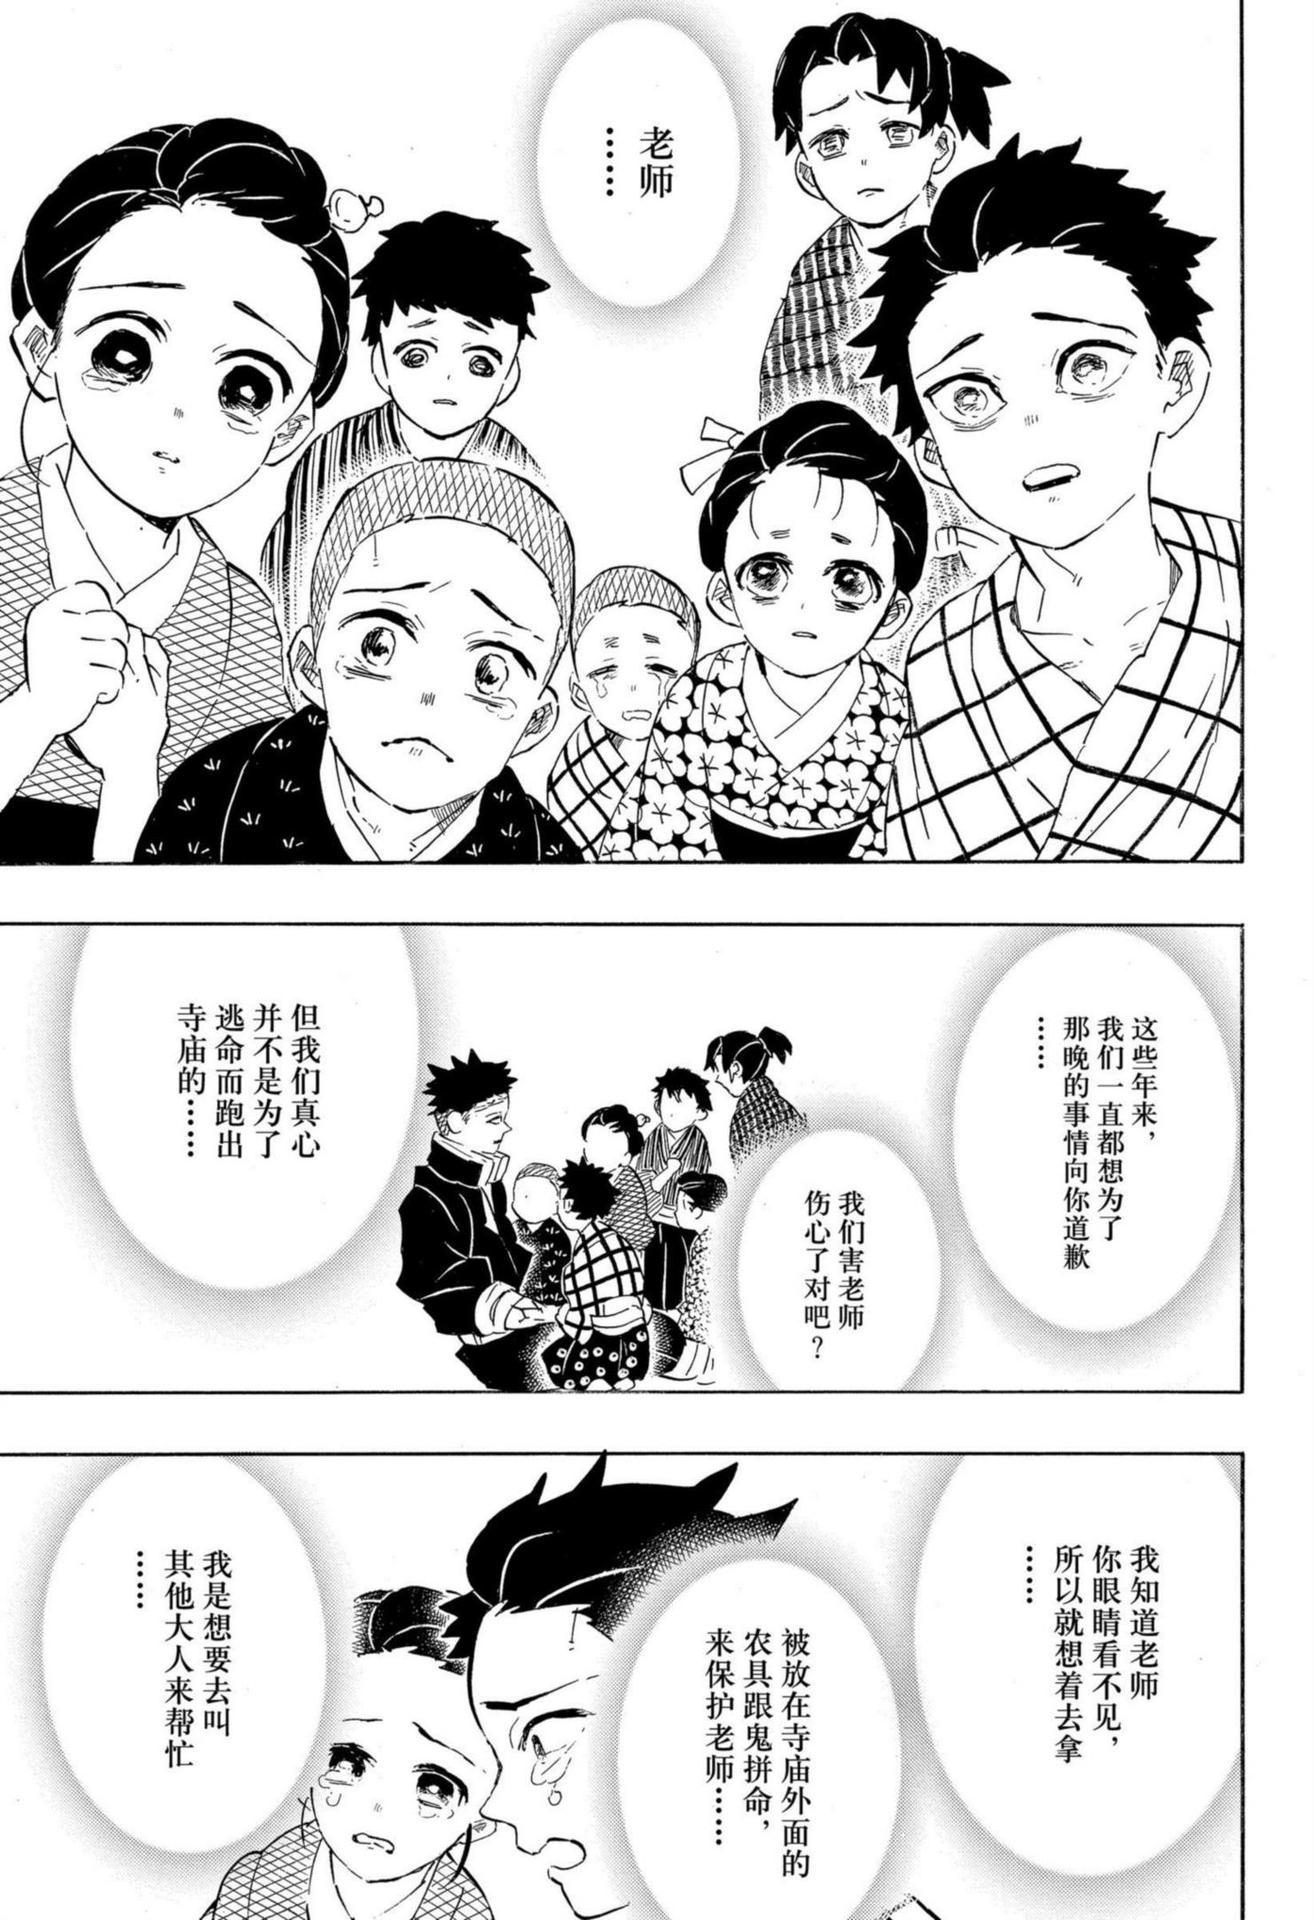 老师
……
这些年来，
我们一直都想为了
那晚的事情向你道歉
……
我们害老师
伤心了对吧？
但我们真心
并不是为了
逃命而跑出
寺庙的……
我知道老师
你眼睛看不见，
所以就想着去拿
……
被放在寺庙外面的
农具跟鬼拼命，
来保护老师……
我是想要去叫
其他大人来帮忙
……